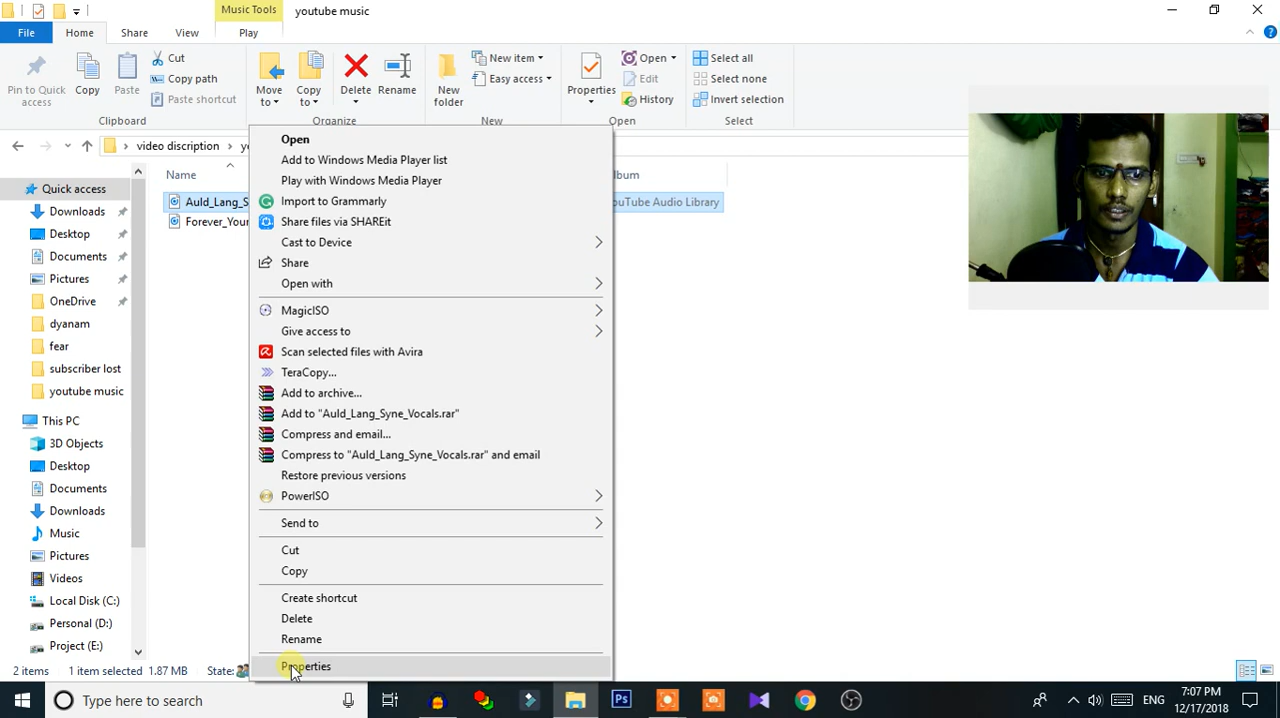 Music Tools
youtube music
File
Home
Share
View
Play
Pin to Quick access
Copy
Paste
Cut
Copy path
Paste shortcut
Clipboard
Move to
Copy to
Delete
Rename
Organize
New folder
New item
Easy access
New
Properties
Open
Edit
History
Open
Select all
Select none
Invert selection
Select
video discription
Name
Auld_Lang_S
YouTube Audio Library
Forever_Your
Quick access
Downloads
Desktop
Documents
Pictures
OneDrive
dyanam
fear
subscriber lost
youtube music
This PC
3D Objects
Desktop
Documents
Downloads
Music
Pictures
Videos
Local Disk (C:)
Personal (D:)
Project (E:)
Open
Add to Windows Media Player list
Play with Windows Media Player
Import to Grammarly
Share files via SHAREit
Cast to Device
Share
Open with
MagicISO
Give access to
Scan selected files with Avira
TeraCopy...
Add to archive...
Add to "Auld_Lang_Syne_Vocals.rar"
Compress and email...
Compress to "Auld_Lang_Syne_Vocals.rar" and email
Restore previous versions
PowerISO
Send to
Cut
Copy
Create shortcut
Delete
Rename
Properties
2 items 1 item selected 1.87 MB State:
Type here to search
Ps
ENG
7:07 PM
12/17/2018